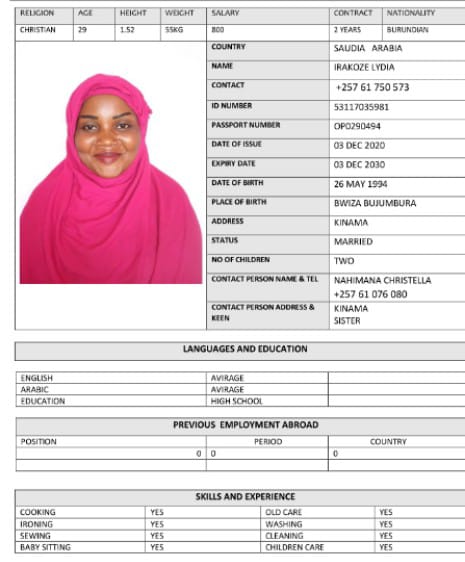 RELIGION AGE HEIGHT WEIGHT SALARY CONTRACT NATIONALITY
CHRISTIAN 29 1.52 55KG 800 2 YEARS BURUNDIAN
COUNTRY SAUDIA ARABIA
NAME IRAKOZE LYDIA
CONTACT +257 61 750 573
ID NUMBER 53117035981
PASSPORT NUMBER OP0290494
DATE OF ISSUE 03 DEC 2020
EXPIRY DATE 03 DEC 2030
DATE OF BIRTH 26 MAY 1994
PLACE OF BIRTH BWIZA BUJUMBURA
ADDRESS KINAMA
STATUS MARRIED
NO OF CHILDREN TWO
CONTACT PERSON NAME & TEL NAHIMANA CHRISTELLA
+257 61 076 080
CONTACT PERSON ADDRESS & KINAMA
KEEN SISTER
LANGUAGES AND EDUCATION
ENGLISH AVIRAGE
ARABIC AVIRAGE
EDUCATION HIGH SCHOOL
PREVIOUS EMPLOYMENT ABROAD
POSITION PERIOD COUNTRY
0 0 0
SKILLS AND EXPERIENCE
COOKING YES OLD CARE YES
IRONING YES WASHING YES
SEWING YES CLEANING YES
BABY SITTING YES CHILDREN CARE YES